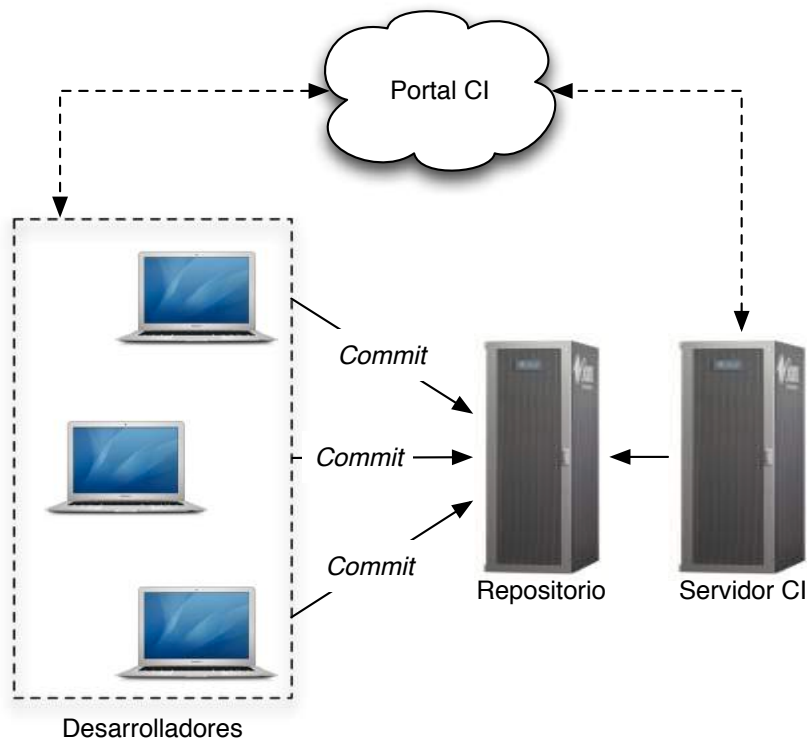 Portal CI
Commit
Commit
Commit
Repositorio
Servidor CI
Desarrolladores